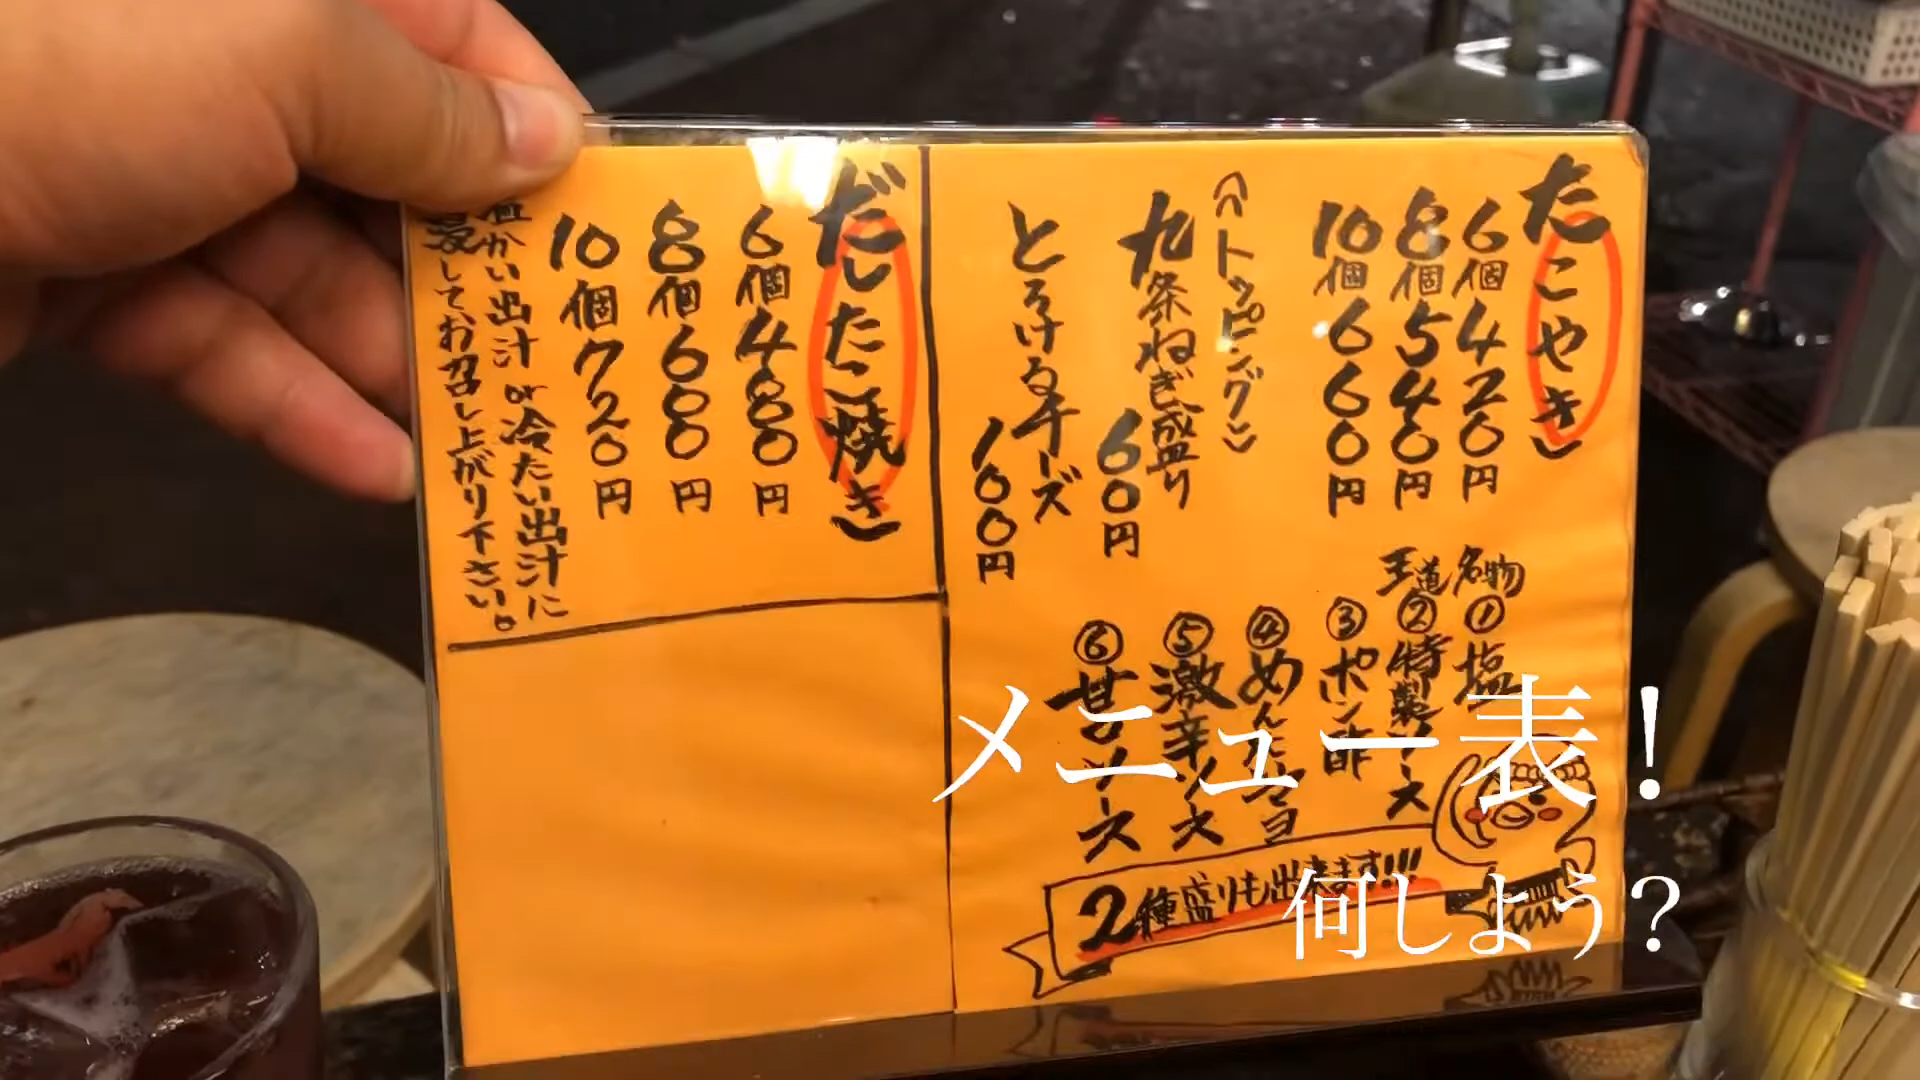 たこやき
6個420円
8個540円
10個660円
名物①塩
王道②特製ソース
③ポン酢
④めんたいマヨ
⑤激辛ソース
⑥甘口ソース
2種盛りも出来ます!!!
《トッピング》
九条ねぎ盛り
60円
とろけるチーズ
100円
だしたこ焼き
6個480円
8個600円
10個720円
温かい出汁or冷たい出汁に
浸してお召し上がり下さい。
メニュー表！
何しよう？